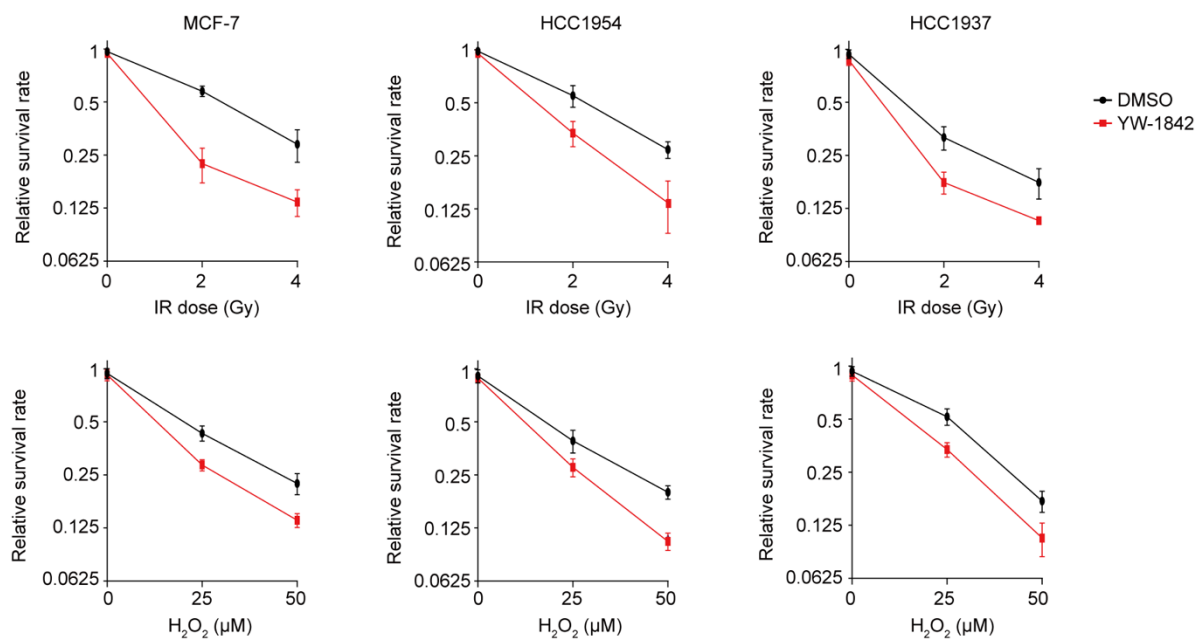 MCF-7
HCC1954
HCC1937
Relative survival rate
1
0.5
0.25
0.125
0.0625
0
2
4
IR dose (Gy)
Relative survival rate
1
0.5
0.25
0.125
0.0625
0
2
4
IR dose (Gy)
Relative survival rate
1
0.5
0.25
0.125
0.0625
0
2
4
IR dose (Gy)
DMSO
YW-1842
Relative survival rate
1
0.5
0.25
0.125
0.0625
0
25
50
H₂O₂ (µM)
Relative survival rate
1
0.5
0.25
0.125
0.0625
0
25
50
H₂O₂ (µM)
Relative survival rate
1
0.5
0.25
0.125
0.0625
0
25
50
H₂O₂ (µM)